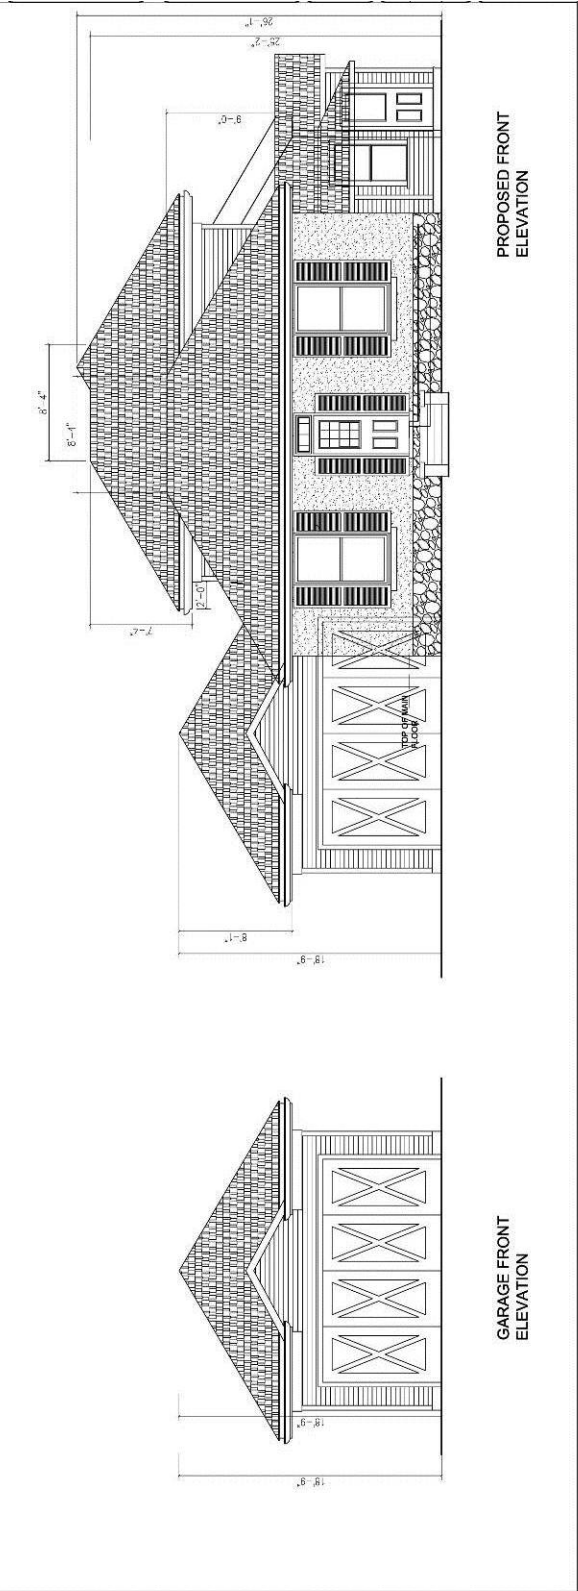 26'-1"
25'-2"
9'-0"
8'-4"
8'-1"
2'-0"
7'-2"
TOP OF MAIN
FLOOR
8'-1"
18'-9"
PROPOSED FRONT
ELEVATION
18'-9"
18'-9"
GARAGE FRONT
ELEVATION